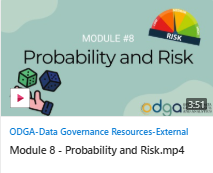 MODULE #8
Probability and Risk
RISK
odga
3:51
ODGA-Data Governance Resources-External
Module 8 - Probability and Risk.mp4